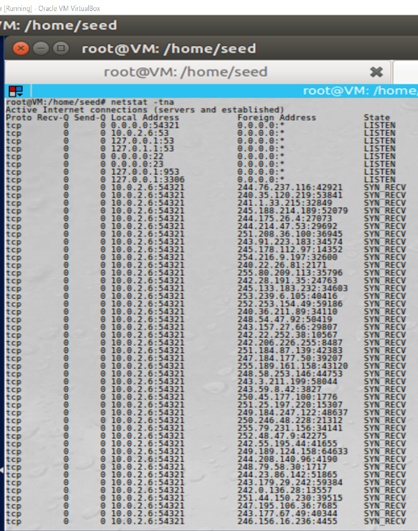 [Running] - Oracle VM VirtualBox
VM: /home/seed
root@VM: /home/seed
root@VM: /home/seed
root@VM: /home/se
root@VM:/home/seed# netstat -tna
Active Internet connections (servers and established)
Proto Recv-Q Send-Q Local Address Foreign Address State
tcp 0 0 0.0.0.0:54321 0.0.0.0:* LISTEN
tcp 0 0 10.0.2.6:53 0.0.0.0:* LISTEN
tcp 0 0 127.0.0.1:53 0.0.0.0:* LISTEN
tcp 0 0 127.0.1.1:53 0.0.0.0:* LISTEN
tcp 0 0 0.0.0.0:22 0.0.0.0:* LISTEN
tcp 0 0 0.0.0.0:23 0.0.0.0:* LISTEN
tcp 0 0 127.0.0.1:953 0.0.0.0:* LISTEN
tcp 0 0 127.0.0.1:3306 0.0.0.0:* LISTEN
tcp 0 0 10.0.2.6:54321 244.76.237.116:42921 SYN_RECV
tcp 0 0 10.0.2.6:54321 240.35.120.219:53841 SYN_RECV
tcp 0 0 10.0.2.6:54321 241.1.33.215:32849 SYN_RECV
tcp 0 0 10.0.2.6:54321 245.188.214.189:52079 SYN_RECV
tcp 0 0 10.0.2.6:54321 244.175.26.4:27073 SYN_RECV
tcp 0 0 10.0.2.6:54321 244.214.47.53:29692 SYN_RECV
tcp 0 0 10.0.2.6:54321 251.208.36.100:36945 SYN_RECV
tcp 0 0 10.0.2.6:54321 243.91.223.183:34574 SYN_RECV
tcp 0 0 10.0.2.6:54321 245.178.112.97:14352 SYN_RECV
tcp 0 0 10.0.2.6:54321 254.216.9.197:32600 SYN_RECV
tcp 0 0 10.0.2.6:54321 240.22.26.81:2171 SYN_RECV
tcp 0 0 10.0.2.6:54321 255.80.209.113:35796 SYN_RECV
tcp 0 0 10.0.2.6:54321 242.28.191.35:24763 SYN_RECV
tcp 0 0 10.0.2.6:54321 245.133.183.232:34603 SYN_RECV
tcp 0 0 10.0.2.6:54321 253.239.6.105:40416 SYN_RECV
tcp 0 0 10.0.2.6:54321 252.253.154.49:59186 SYN_RECV
tcp 0 0 10.0.2.6:54321 240.36.211.89:34110 SYN_RECV
tcp 0 0 10.0.2.6:54321 248.54.47.92:50419 SYN_RECV
tcp 0 0 10.0.2.6:54321 243.157.27.66:29807 SYN_RECV
tcp 0 0 10.0.2.6:54321 242.22.252.38:10567 SYN_RECV
tcp 0 0 10.0.2.6:54321 242.206.226.255:8487 SYN_RECV
tcp 0 0 10.0.2.6:54321 251.184.87.139:42383 SYN_RECV
tcp 0 0 10.0.2.6:54321 247.184.177.50:39207 SYN_RECV
tcp 0 0 10.0.2.6:54321 255.189.161.158:43120 SYN_RECV
tcp 0 0 10.0.2.6:54321 248.58.253.146:44753 SYN_RECV
tcp 0 0 10.0.2.6:54321 243.3.211.199:58044 SYN_RECV
tcp 0 0 10.0.2.6:54321 243.59.8.42:3827 SYN_RECV
tcp 0 0 10.0.2.6:54321 250.45.177.100:1776 SYN_RECV
tcp 0 0 10.0.2.6:54321 251.25.197.220:15307 SYN_RECV
tcp 0 0 10.0.2.6:54321 249.184.247.122:48637 SYN_RECV
tcp 0 0 10.0.2.6:54321 250.246.48.228:21312 SYN_RECV
tcp 0 0 10.0.2.6:54321 255.79.231.156:34141 SYN_RECV
tcp 0 0 10.0.2.6:54321 252.48.47.9:42275 SYN_RECV
tcp 0 0 10.0.2.6:54321 242.55.195.44:41655 SYN_RECV
tcp 0 0 10.0.2.6:54321 249.189.124.158:64633 SYN_RECV
tcp 0 0 10.0.2.6:54321 244.208.140.96:4190 SYN_RECV
tcp 0 0 10.0.2.6:54321 248.79.58.30:1717 SYN_RECV
tcp 0 0 10.0.2.6:54321 244.23.86.142:51865 SYN_RECV
tcp 0 0 10.0.2.6:54321 243.179.29.242:59384 SYN_RECV
tcp 0 0 10.0.2.6:54321 242.0.136.28:13557 SYN_RECV
tcp 0 0 10.0.2.6:54321 251.44.150.230:39515 SYN_RECV
tcp 0 0 10.0.2.6:54321 247.195.106.36:7685 SYN_RECV
tcp 0 0 10.0.2.6:54321 243.177.67.49:40344 SYN_RECV
tcp 0 0 10.0.2.6:54321 246.156.16.236:4455 SYN_RECV